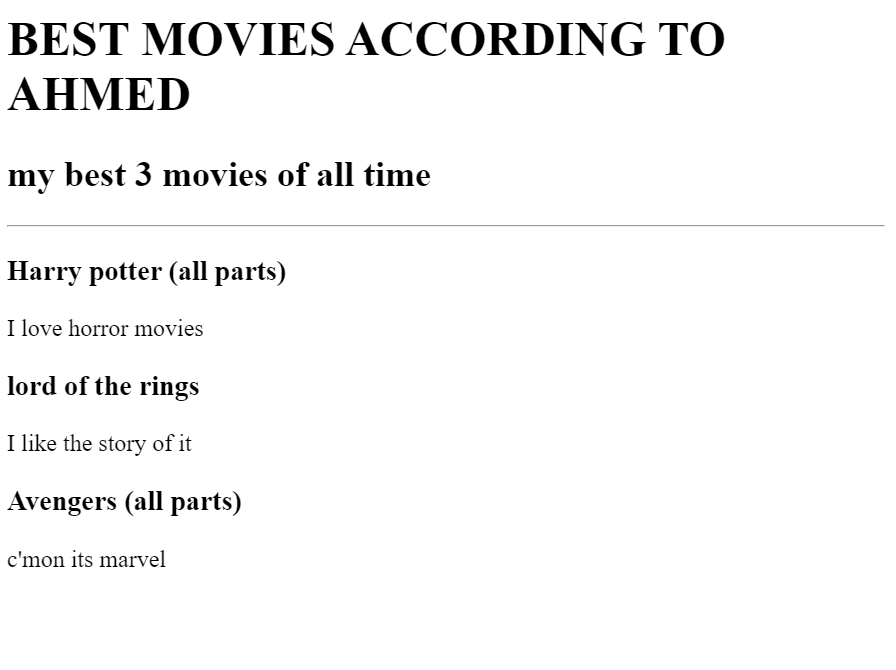 BEST MOVIES ACCORDING TO
AHMED
my best 3 movies of all time
Harry potter (all parts)
I love horror movies
lord of the rings
I like the story of it
Avengers (all parts)
c'mon its marvel